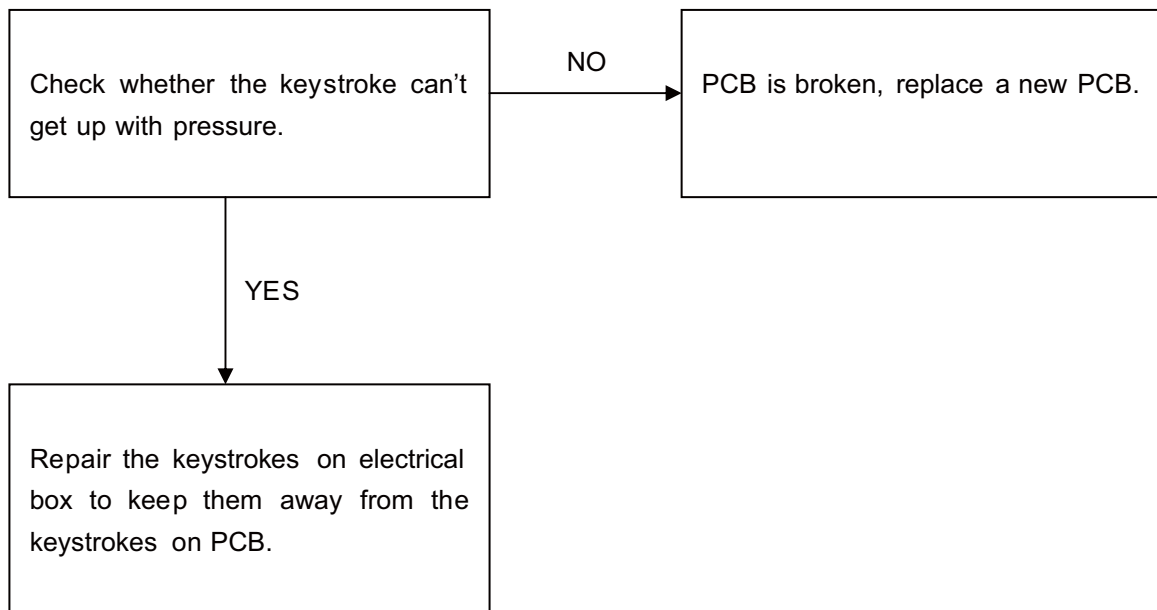 Check whether the keystroke can't
get up with pressure.
NO
PCB is broken, replace a new PCB.
YES
Repair the keystrokes on electrical
box to keep them away from the
keystrokes on PCB.